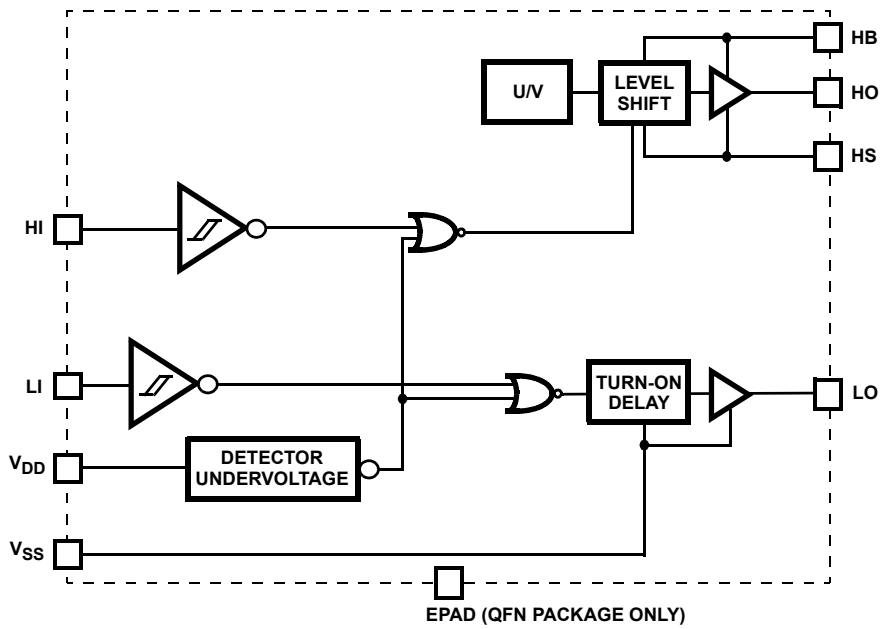 HB
U/V
LEVEL
SHIFT
HO
HS
HI
LI
TURN-ON
DELAY
LO
VDD
DETECTOR
UNDERVOLTAGE
VSS
EPAD (QFN PACKAGE ONLY)